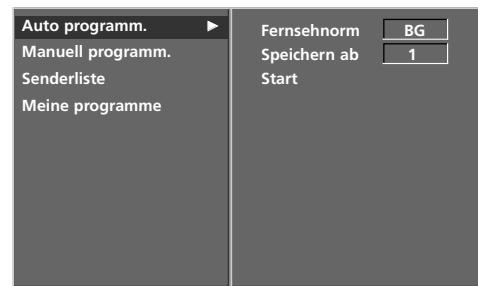 Auto programm. ►
Manuell programm.
Senderliste
Meine programme
Fernsehnorm BG
Speichern ab 1
Start